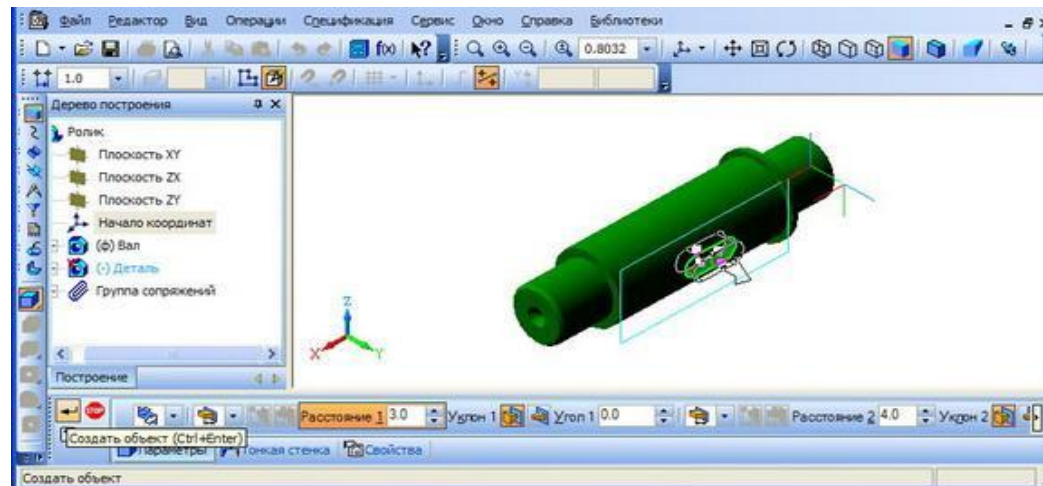 Файл Редактор Вид Операции Спецификация Сервис Окно Справка Библиотеки
f(x) 0.8032
1.0
Дерево построения
Ролик
Плоскость XY
Плоскость ZX
Плоскость ZY
Начало координат
(ф) Вал
(-) Деталь
Группа сопряжений
Z
X Y
Построение
STOP Расстояние 1 3.0 Уклон 1 Угол 1 0.0 Расстояние 2 4.0 Уклон 2
Создать объект (Ctrl+Enter)
Параметры Тонкая стенка Свойства
Создать объект